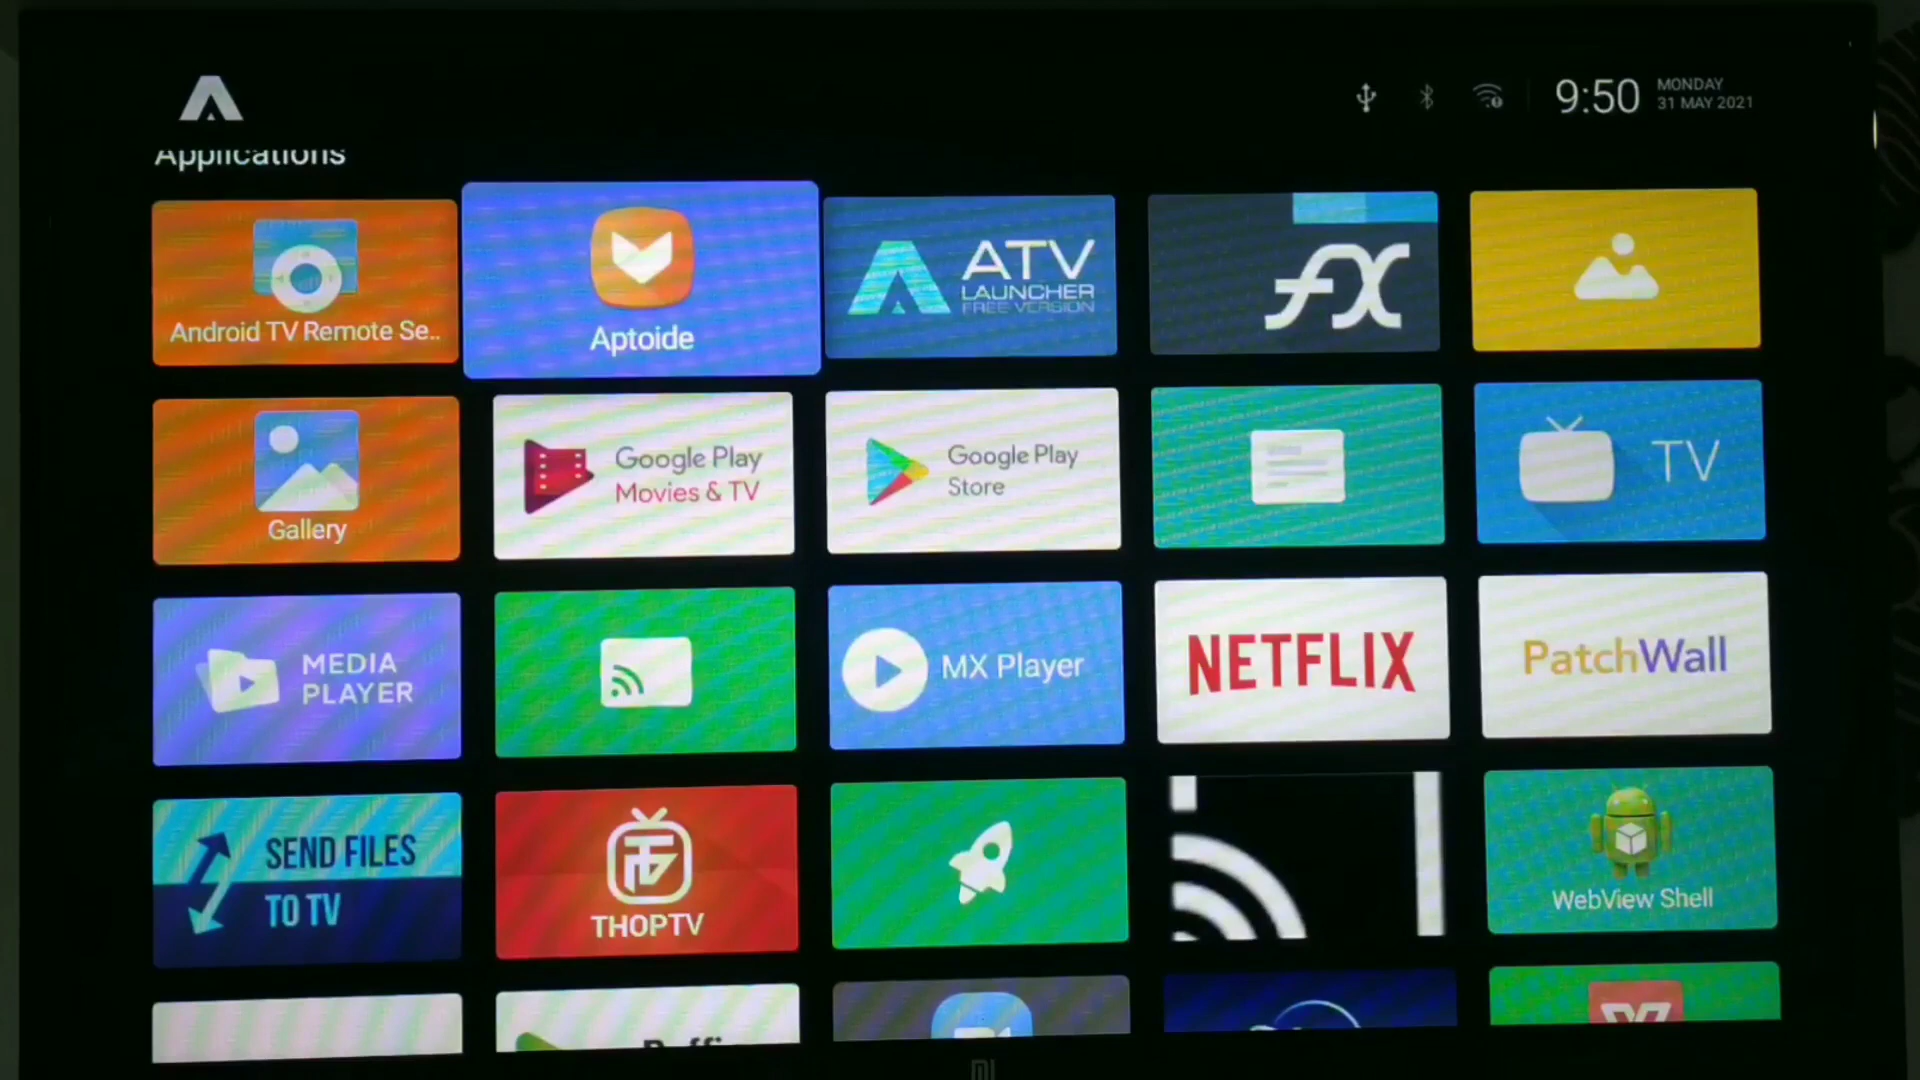 9:50
MONDAY
31 MAY 2021
Applications
Android TV Remote Se..
Aptoide
ATV
LAUNCHER
FREE VERSION
fX
Gallery
Google Play
Movies & TV
Google Play
Store
TV
MEDIA
PLAYER
MX Player
NETFLIX
PatchWall
SEND FILES
TO TV
THOPTV
WebView Shell